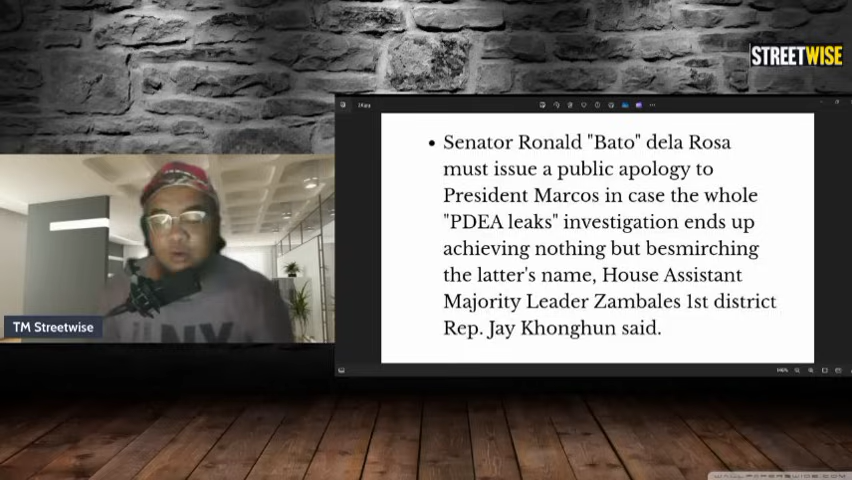 STREETWISE
• Senator Ronald "Bato" dela Rosa
must issue a public apology to
President Marcos in case the whole
"PDEA leaks" investigation ends up
achieving nothing but besmirching
the latter's name, House Assistant
Majority Leader Zambales 1st district
Rep. Jay Khonghun said.
TM Streetwise